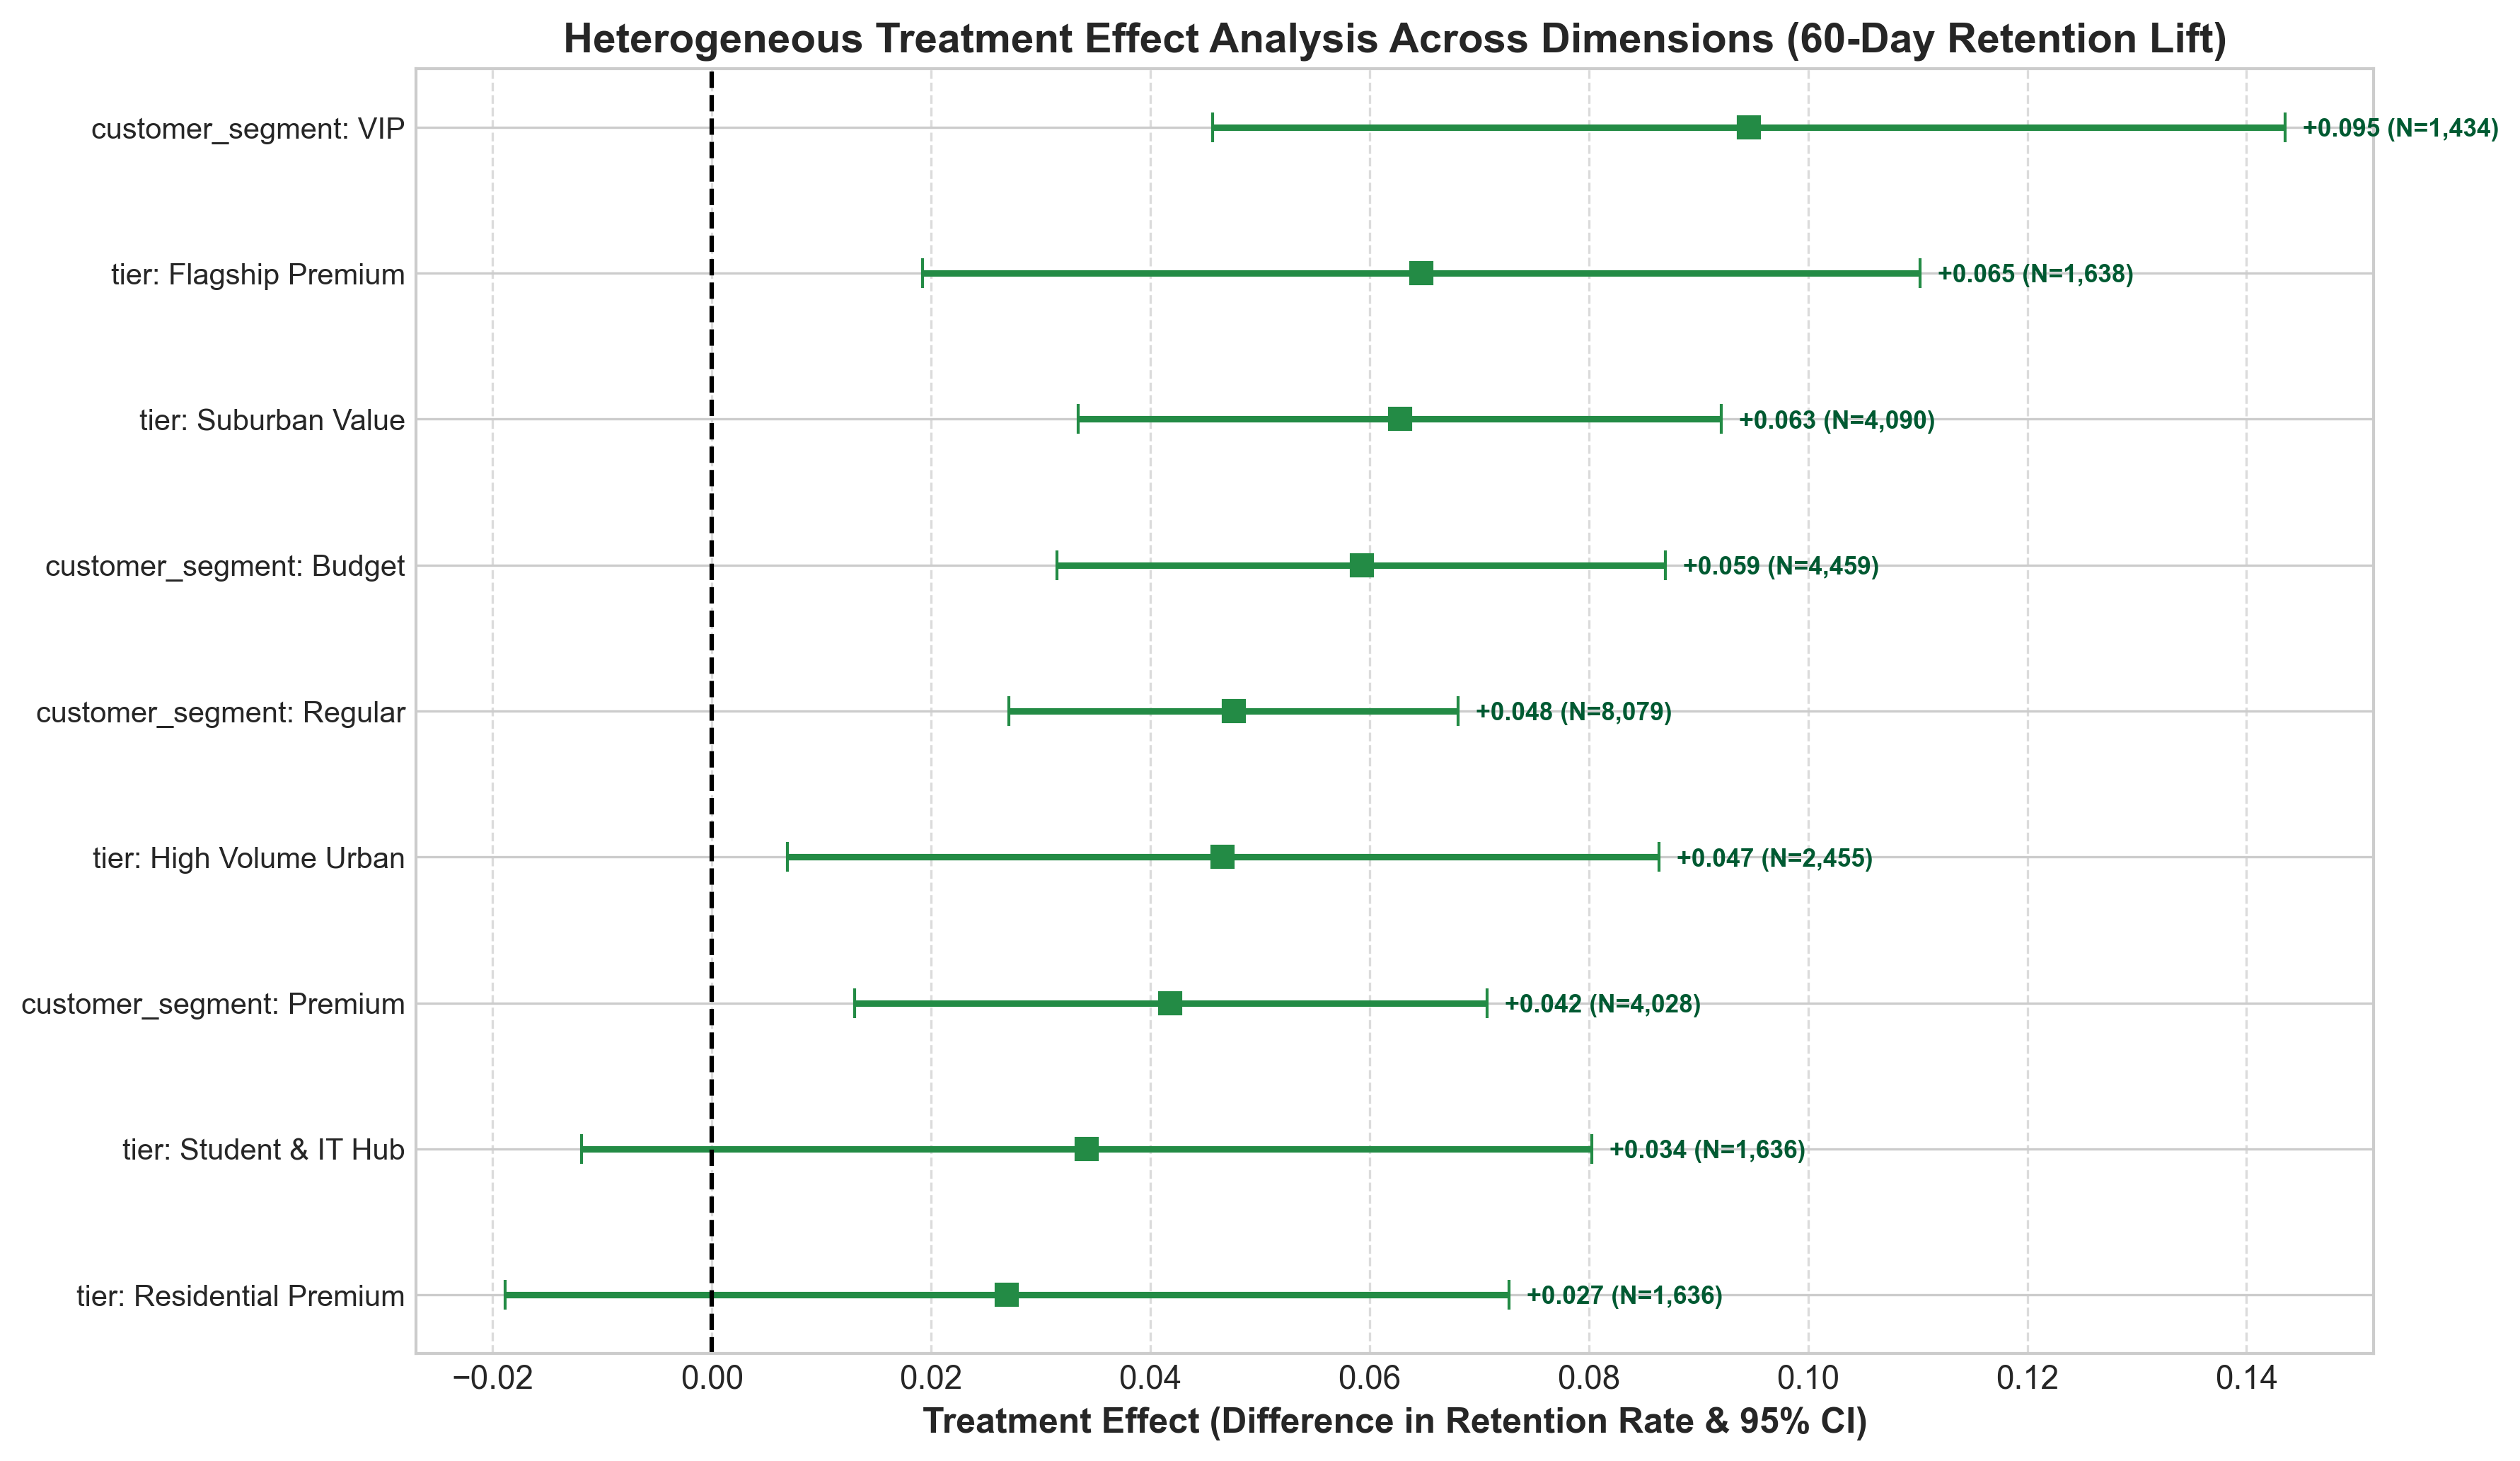 Heterogeneous Treatment Effect Analysis Across Dimensions (60-Day Retention Lift)
customer_segment: VIP
+0.095 (N=1,434)
tier: Flagship Premium
+0.065 (N=1,638)
tier: Suburban Value
+0.063 (N=4,090)
customer_segment: Budget
+0.059 (N=4,459)
customer_segment: Regular
+0.048 (N=8,079)
tier: High Volume Urban
+0.047 (N=2,455)
customer_segment: Premium
+0.042 (N=4,028)
tier: Student & IT Hub
+0.034 (N=1,636)
tier: Residential Premium
+0.027 (N=1,636)
−0.02 0.00 0.02 0.04 0.06 0.08 0.10 0.12 0.14
Treatment Effect (Difference in Retention Rate & 95% CI)